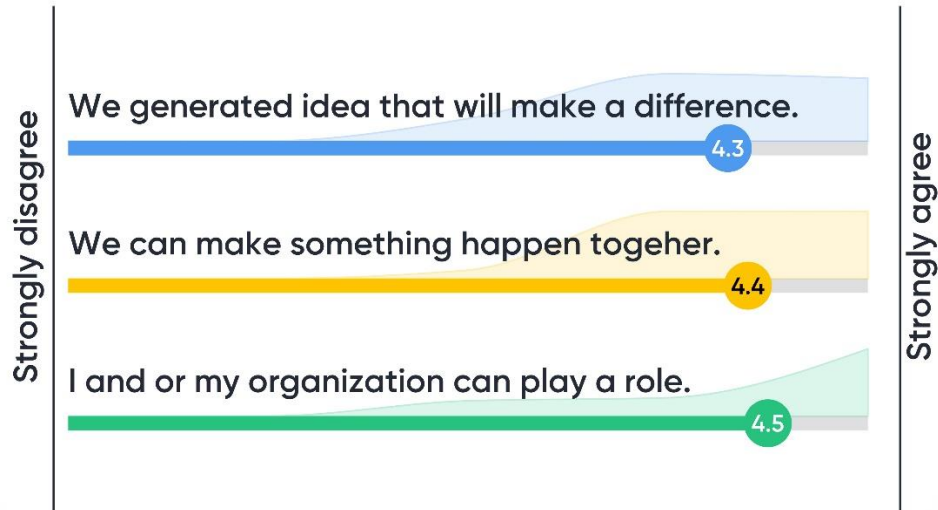 Strongly disagree
We generated idea that will make a difference.
4.3
We can make something happen togeher.
4.4
I and or my organization can play a role.
4.5
Strongly agree